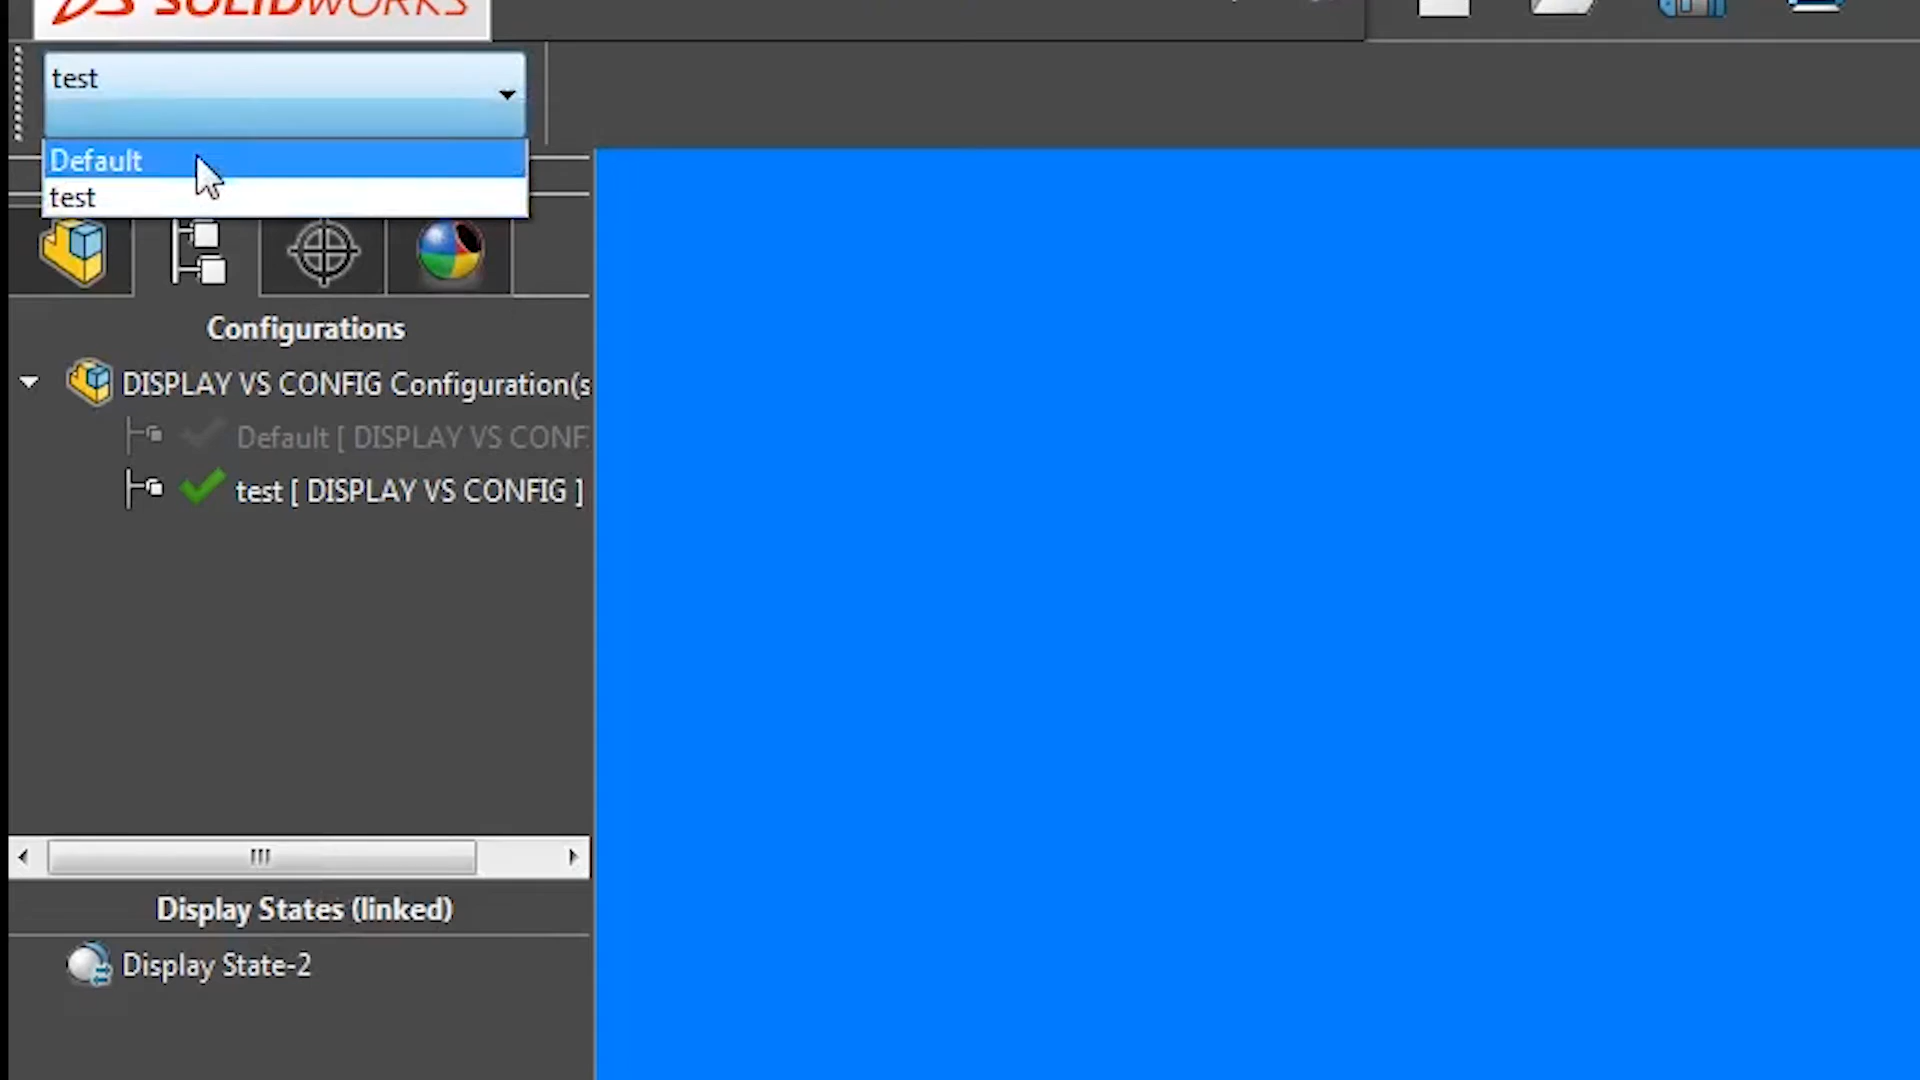 SOLIDWORKS
test
Default
test
Configurations
DISPLAY VS CONFIG Configuration(s
Default [ DISPLAY VS CONF
test [ DISPLAY VS CONFIG ]
Display States (linked)
Display State-2